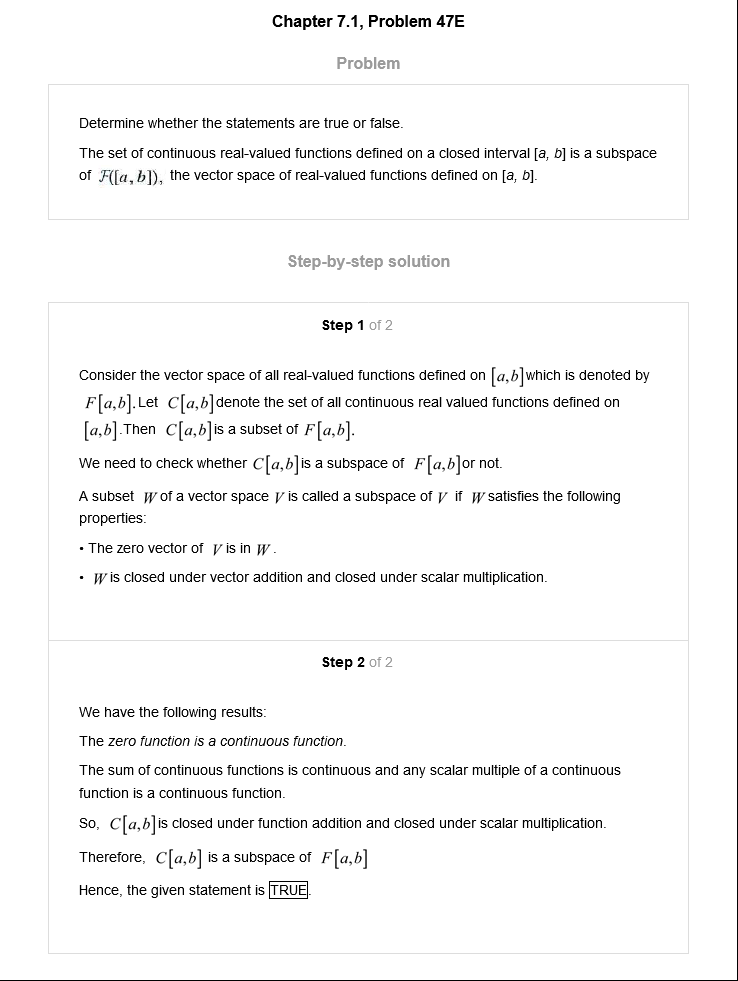 Chapter 7.1, Problem 47E
Problem
Determine whether the statements are true or false.
The set of continuous real-valued functions defined on a closed interval [a, b] is a subspace
of ℱ([a, b]), the vector space of real-valued functions defined on [a, b].
Step-by-step solution
Step 1 of 2
Consider the vector space of all real-valued functions defined on [a,b] which is denoted by
F[a,b]. Let C[a,b] denote the set of all continuous real valued functions defined on
[a,b]. Then C[a,b] is a subset of F[a,b].
We need to check whether C[a,b] is a subspace of F[a,b] or not.
A subset W of a vector space V is called a subspace of V if W satisfies the following
properties:
• The zero vector of V is in W.
• W is closed under vector addition and closed under scalar multiplication.
Step 2 of 2
We have the following results:
The zero function is a continuous function.
The sum of continuous functions is continuous and any scalar multiple of a continuous
function is a continuous function.
So, C[a,b] is closed under function addition and closed under scalar multiplication.
Therefore, C[a,b] is a subspace of F[a,b]
Hence, the given statement is TRUE.